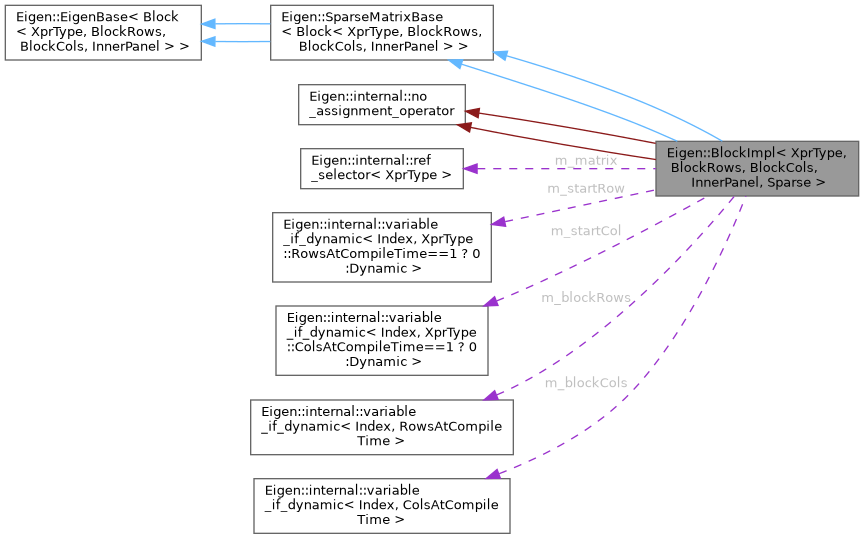 Eigen::EigenBase< Block
< XprType, BlockRows,
BlockCols, InnerPanel > >
Eigen::SparseMatrixBase
< Block< XprType, BlockRows,
BlockCols, InnerPanel > >
Eigen::internal::no
_assignment_operator
Eigen::BlockImpl< XprType,
BlockRows, BlockCols,
InnerPanel, Sparse >
Eigen::internal::ref
_selector< XprType >
m_matrix
m_startRow
Eigen::internal::variable
_if_dynamic< Index, XprType
::RowsAtCompileTime==1 ? 0
:Dynamic >
m_startCol
Eigen::internal::variable
_if_dynamic< Index, XprType
::ColsAtCompileTime==1 ? 0
:Dynamic >
m_blockRows
Eigen::internal::variable
_if_dynamic< Index, RowsAtCompile
Time >
m_blockCols
Eigen::internal::variable
_if_dynamic< Index, ColsAtCompile
Time >